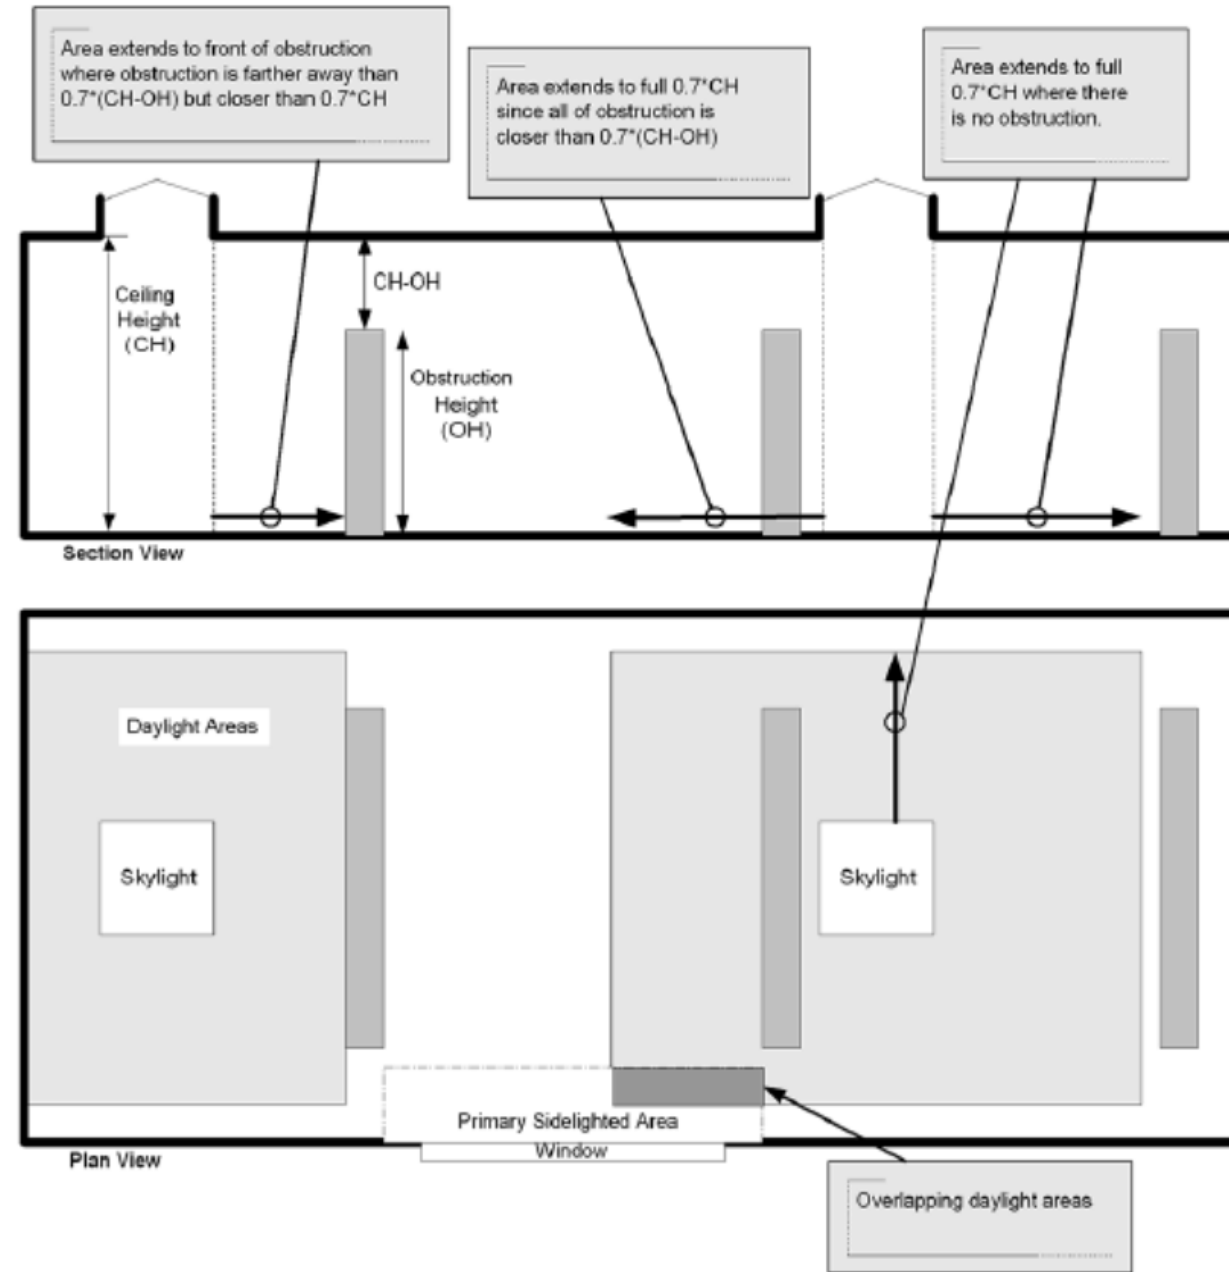 Area extends to front of obstruction
where obstruction is farther away than
0.7*(CH-OH) but closer than 0.7*CH
Area extends to full 0.7*CH
since all of obstruction is
closer than 0.7*(CH-OH)
Area extends to full
0.7*CH where there
is no obstruction.
Ceiling
Height
(CH)
CH-OH
Obstruction
Height
(OH)
Section View
Daylight Areas
Skylight
Skylight
Primary Sidelighted Area
Window
Plan View
Overlapping daylight areas